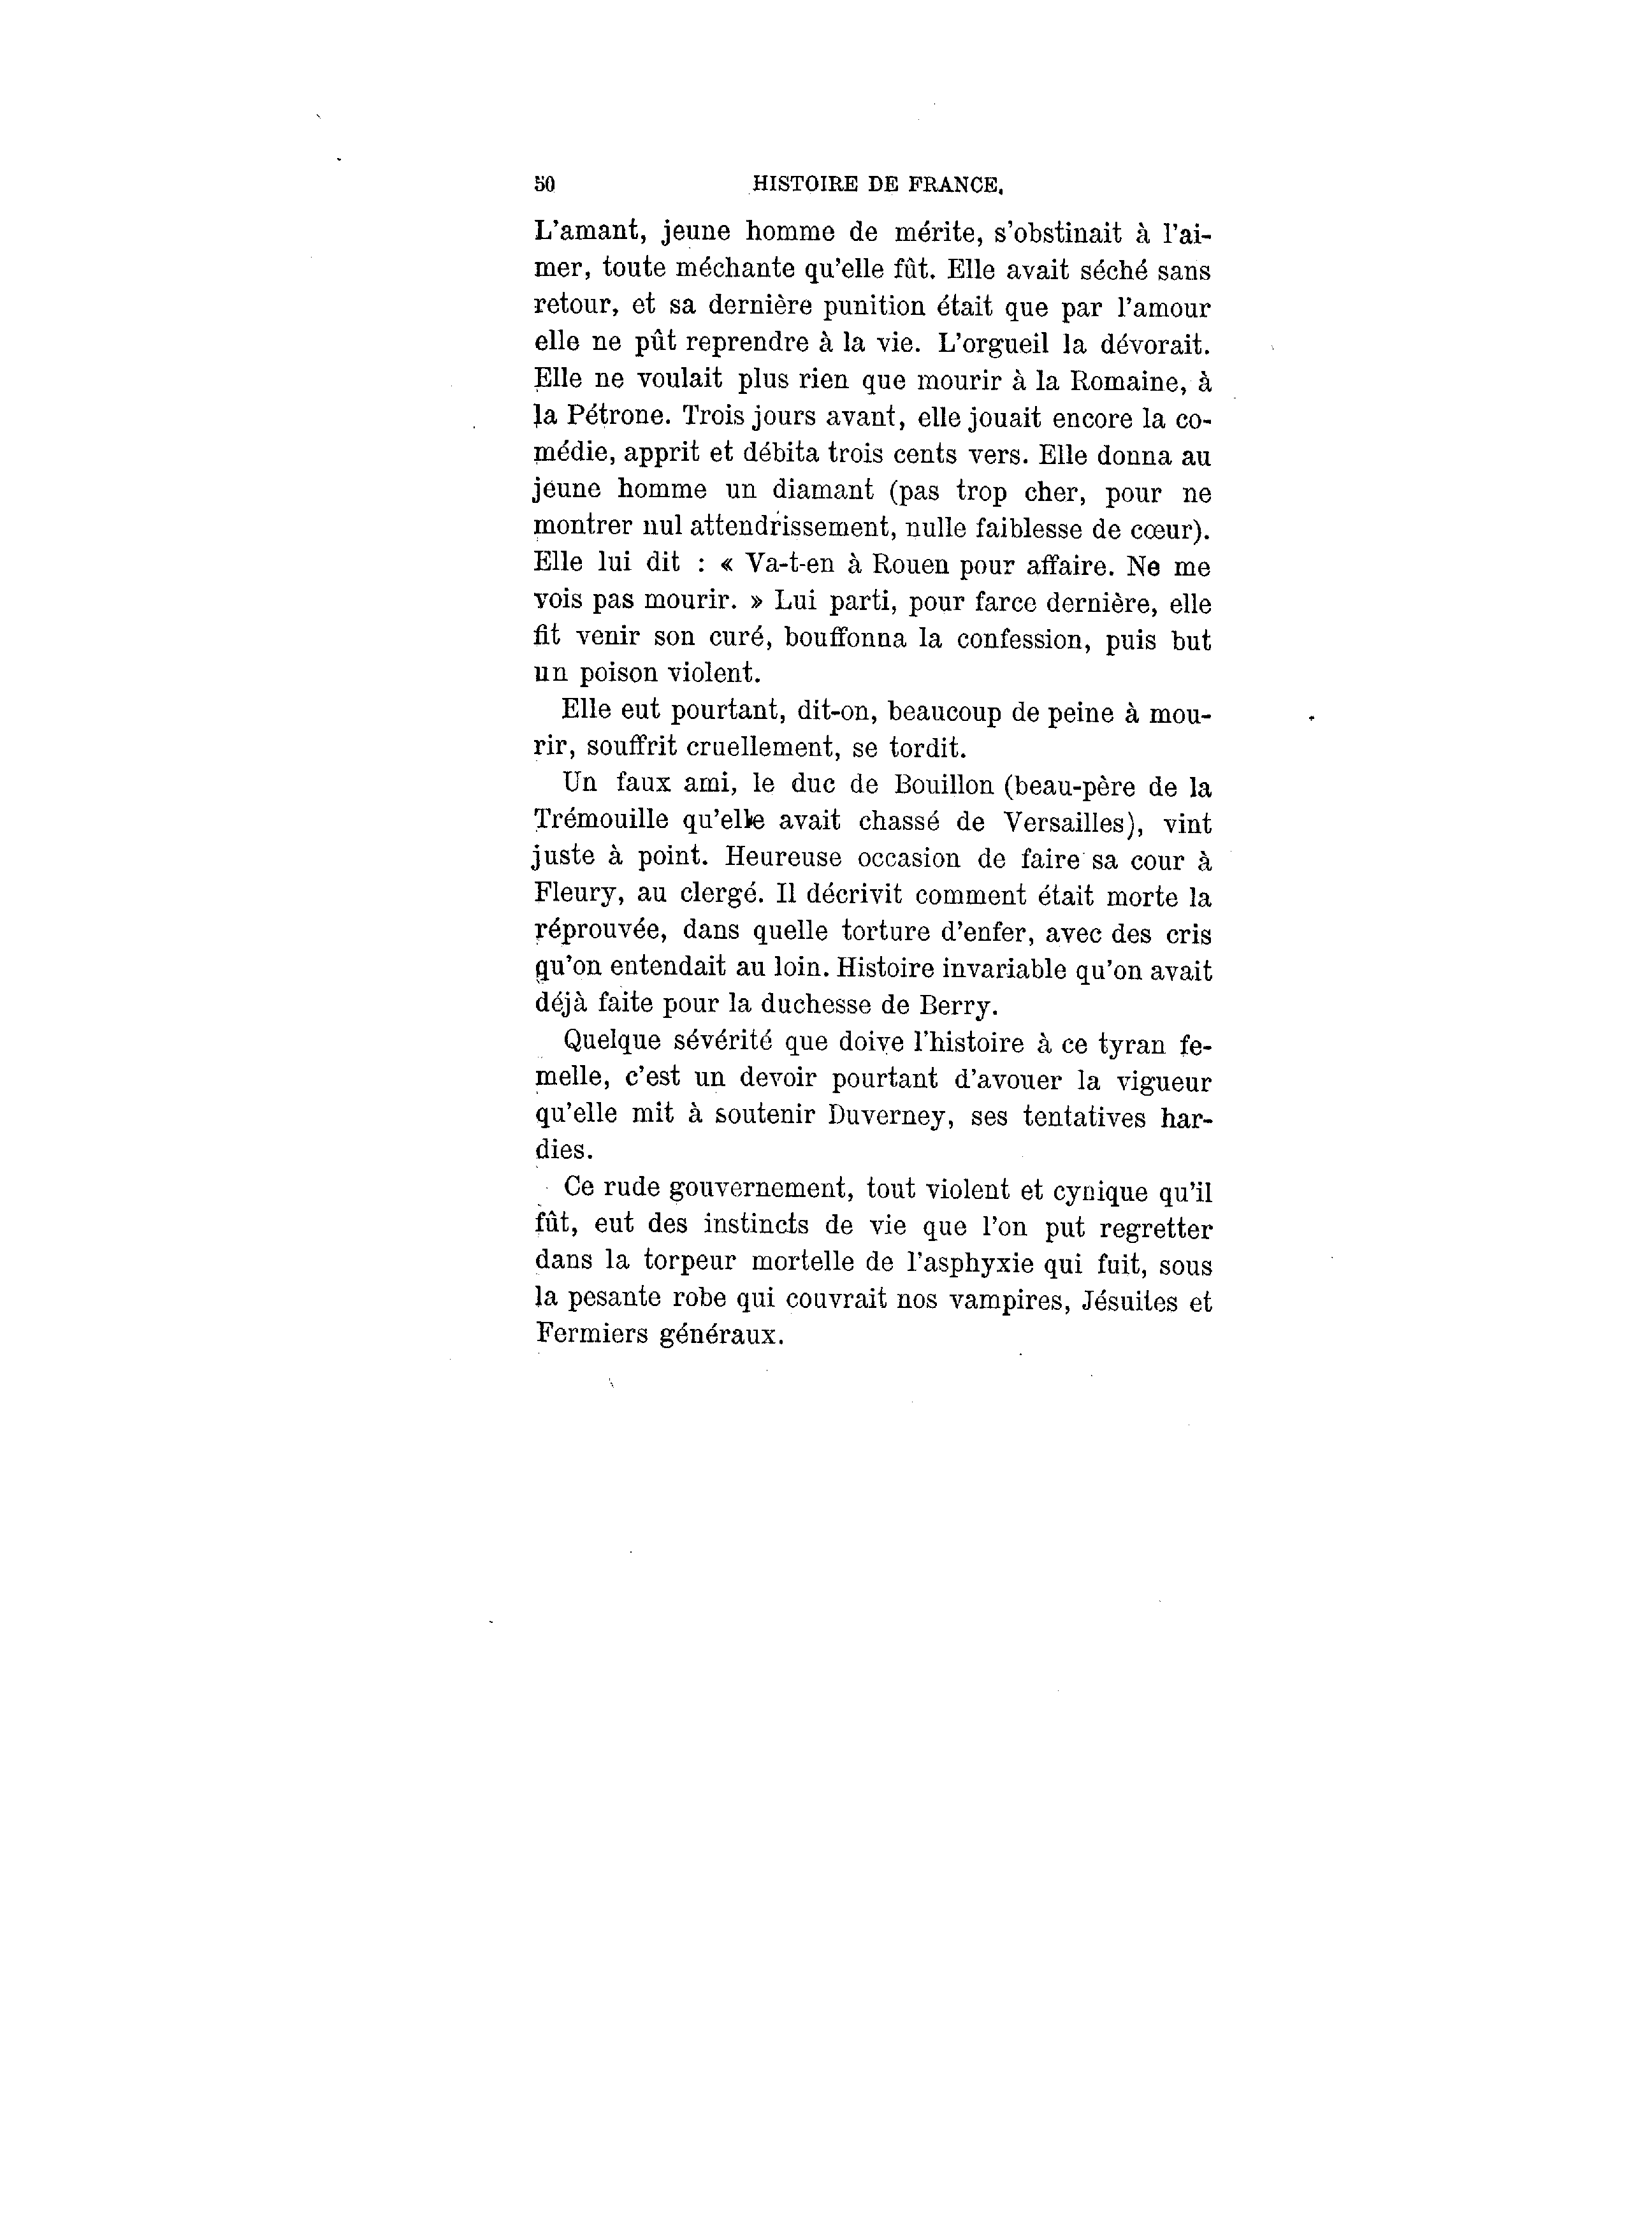 50 HISTOIRE DE FRANCE.
L'amant, jeune homme de mérite, s'obstinait à l'ai-
mer, toute méchante qu'elle fût. Elle avait séché sans
retour, et sa dernière punition était que par l'amour
elle ne pût reprendre à la vie. L'orgueil la dévorait.
Elle ne voulait plus rien que mourir à la Romaine, à
la Pétrone. Trois jours avant, elle jouait encore la co-
médie, apprit et débita trois cents vers. Elle donna au
jeune homme un diamant (pas trop cher, pour ne
montrer nul attendrissement, nulle faiblesse de cœur).
Elle lui dit : « Va-t-en à Rouen pour affaire. Ne me
vois pas mourir. » Lui parti, pour farce dernière, elle
fit venir son curé, bouffonna la confession, puis but
un poison violent.
Elle eut pourtant, dit-on, beaucoup de peine à mou-
rir, souffrit cruellement, se tordit.
Un faux ami, le duc de Bouillon (beau-père de la
Trémouille qu'elle avait chassé de Versailles), vint
juste à point. Heureuse occasion de faire sa cour à
Fleury, au clergé. Il décrivit comment était morte la
réprouvée, dans quelle torture d'enfer, avec des cris
qu'on entendait au loin. Histoire invariable qu'on avait
déjà faite pour la duchesse de Berry.
Quelque sévérité que doive l'histoire à ce tyran fe-
melle, c'est un devoir pourtant d'avouer la vigueur
qu'elle mit à soutenir Duverney, ses tentatives har-
dies.
Ce rude gouvernement, tout violent et cynique qu'il
fût, eut des instincts de vie que l'on put regretter
dans la torpeur mortelle de l'asphyxie qui fuit, sous
la pesante robe qui couvrait nos vampires, Jésuites et
Fermiers généraux.